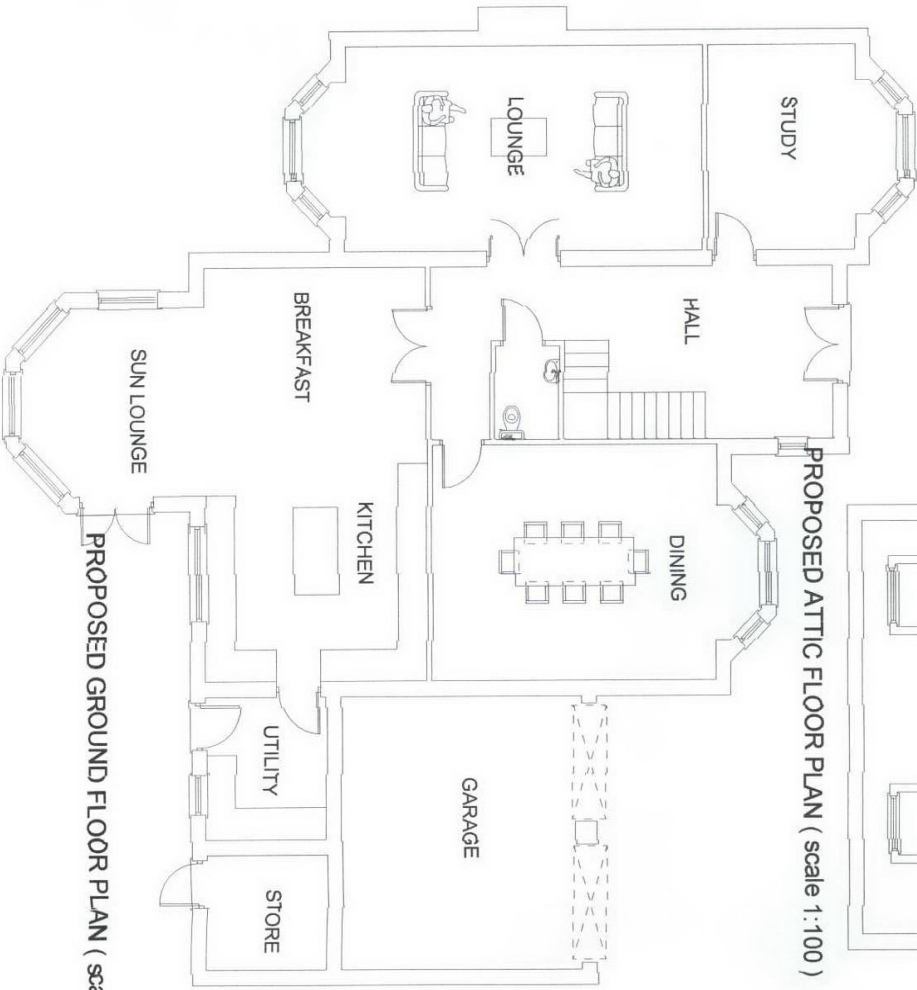 STUDY
LOUNGE
HALL
BREAKFAST
SUN LOUNGE
KITCHEN
DINING
UTILITY
GARAGE
STORE
PROPOSED ATTIC FLOOR PLAN ( scale 1:100 )
PROPOSED GROUND FLOOR PLAN (